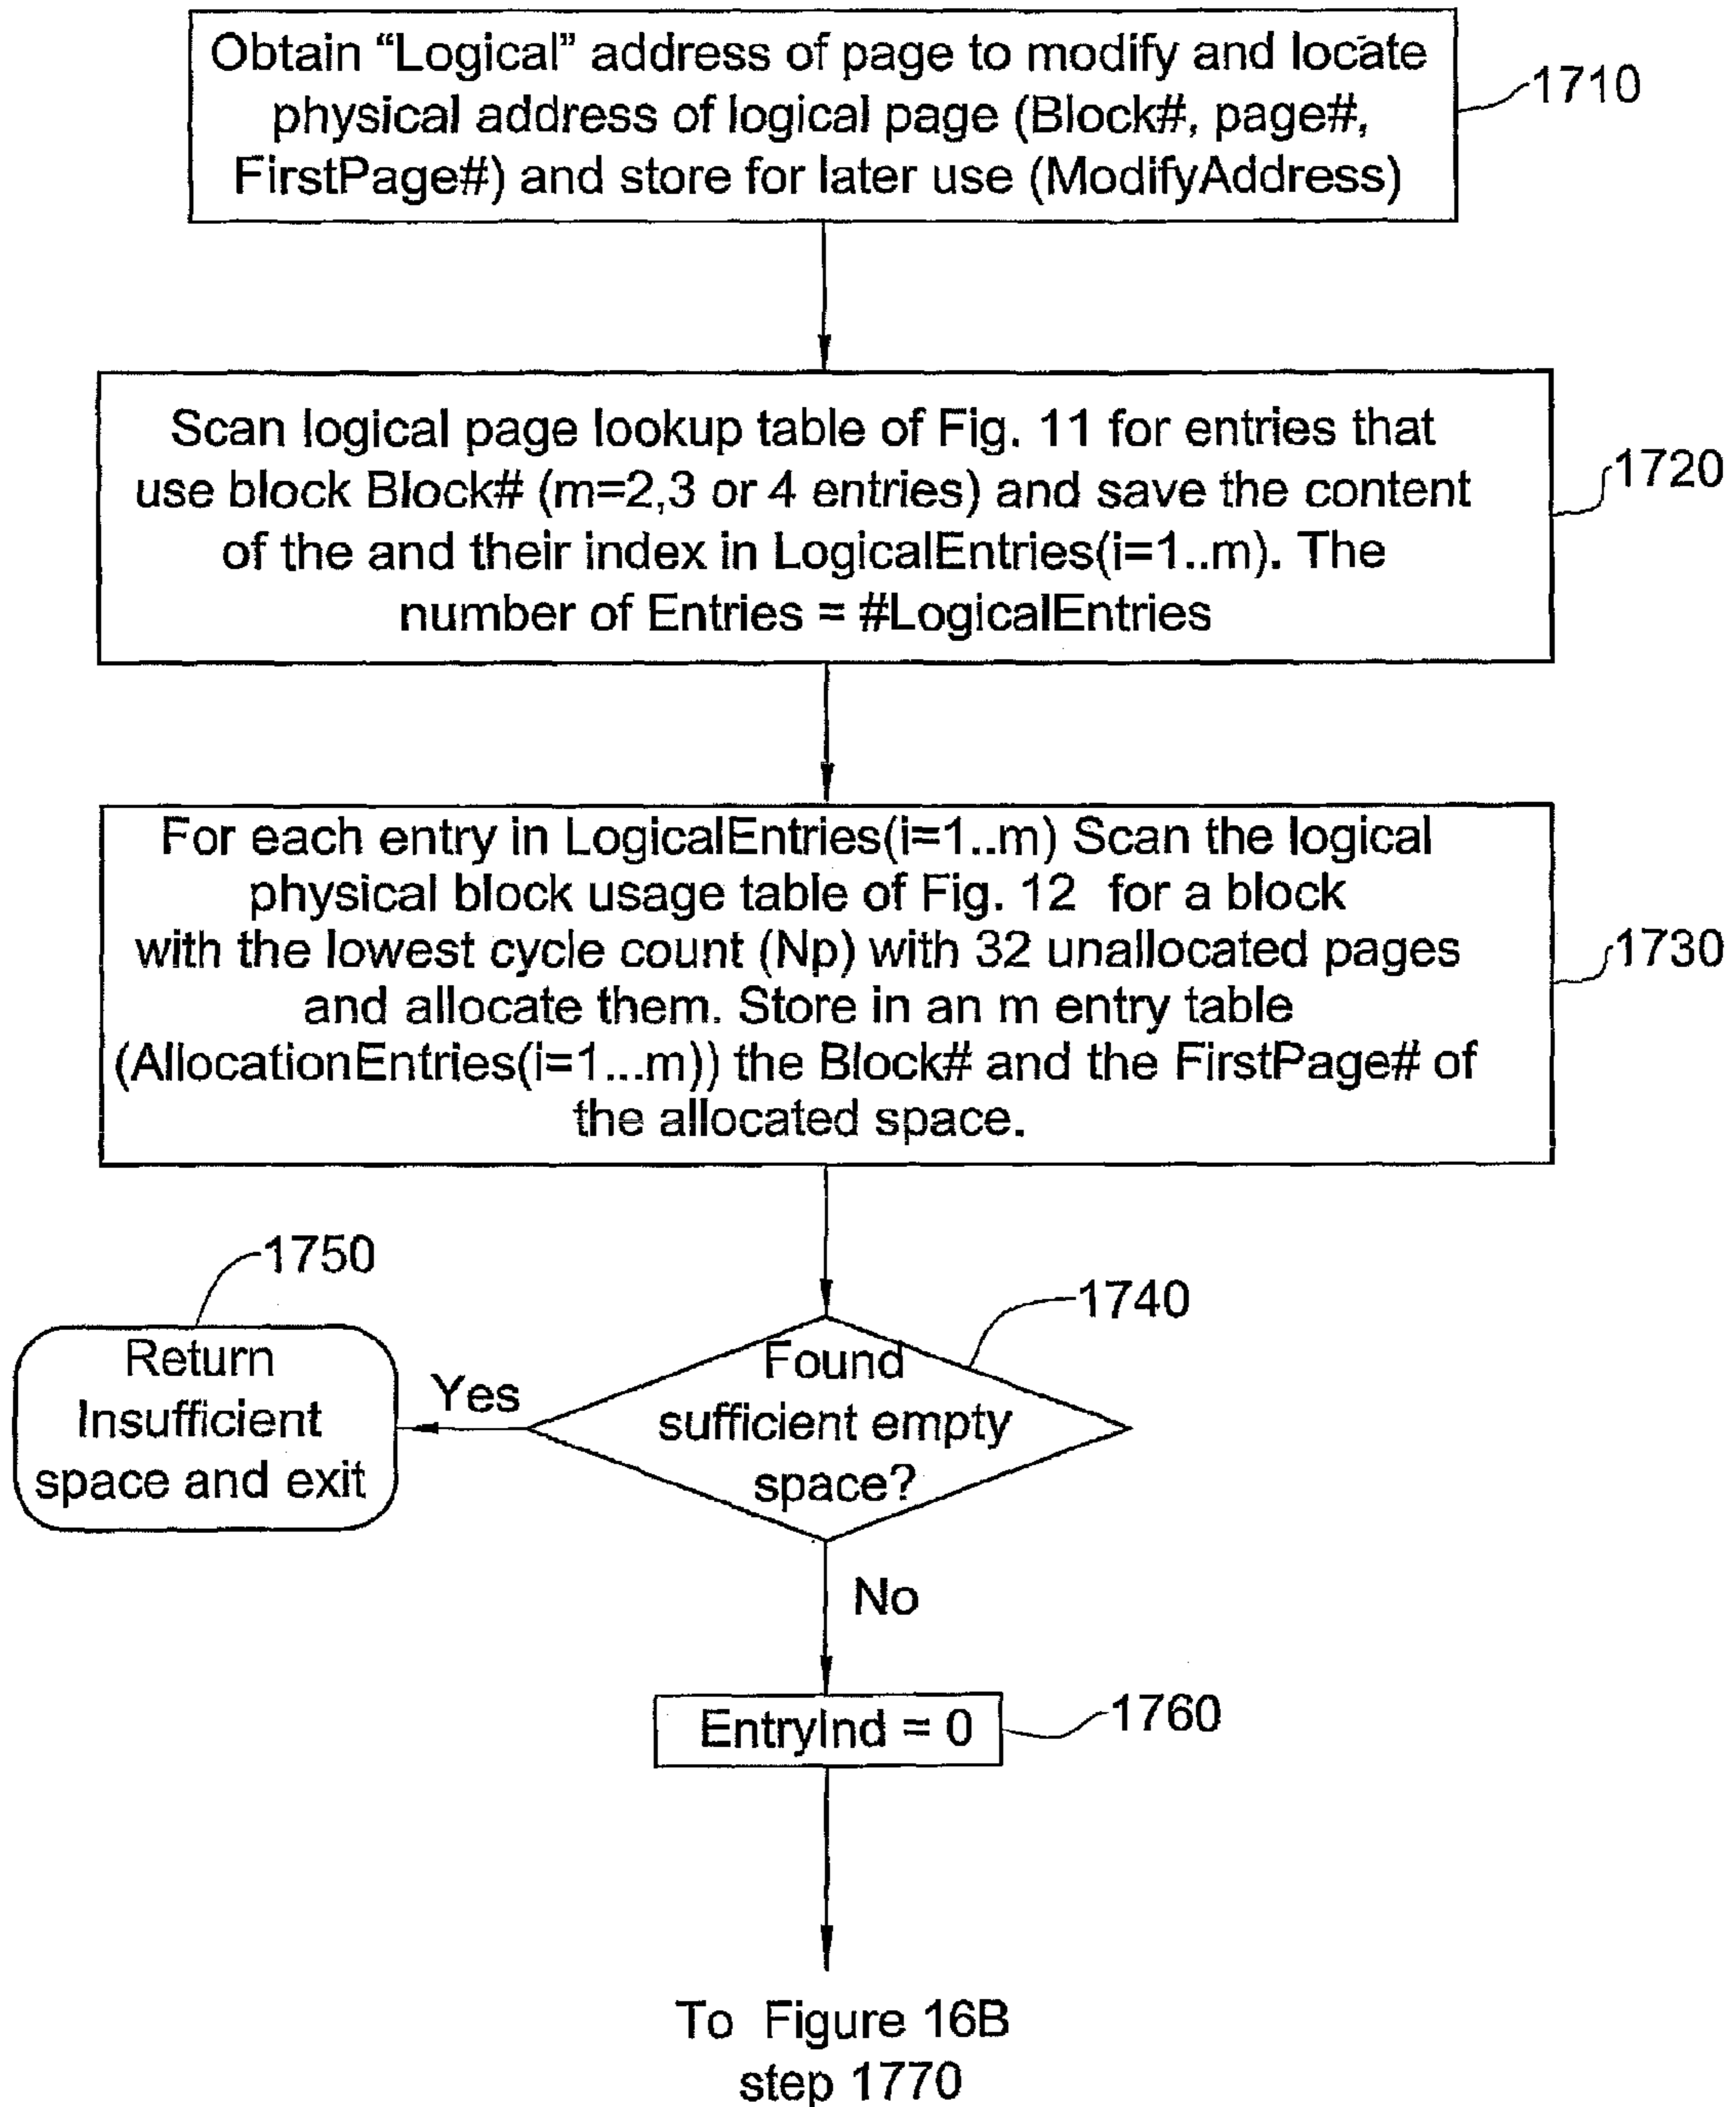 Obtain “Logical” address of page to modify and locate
physical address of logical page (Block#, page#,
FirstPage#) and store for later use (ModifyAddress)
1710
Scan logical page lookup table of Fig. 11 for entries that
use block Block# (m=2,3 or 4 entries) and save the content
of the and their index in LogicalEntries(i=1..m). The
number of Entries = #LogicalEntries
1720
For each entry in LogicalEntries(i=1..m) Scan the logical
physical block usage table of Fig. 12 for a block
with the lowest cycle count (Np) with 32 unallocated pages
and allocate them. Store in an m entry table
(AllocationEntries(i=1...m)) the Block# and the FirstPage# of
the allocated space.
1730
1750
Return
Insufficient
space and exit
Yes
1740
Found
sufficient empty
space?
No
EntryInd = 0
1760
To Figure 16B
step 1770